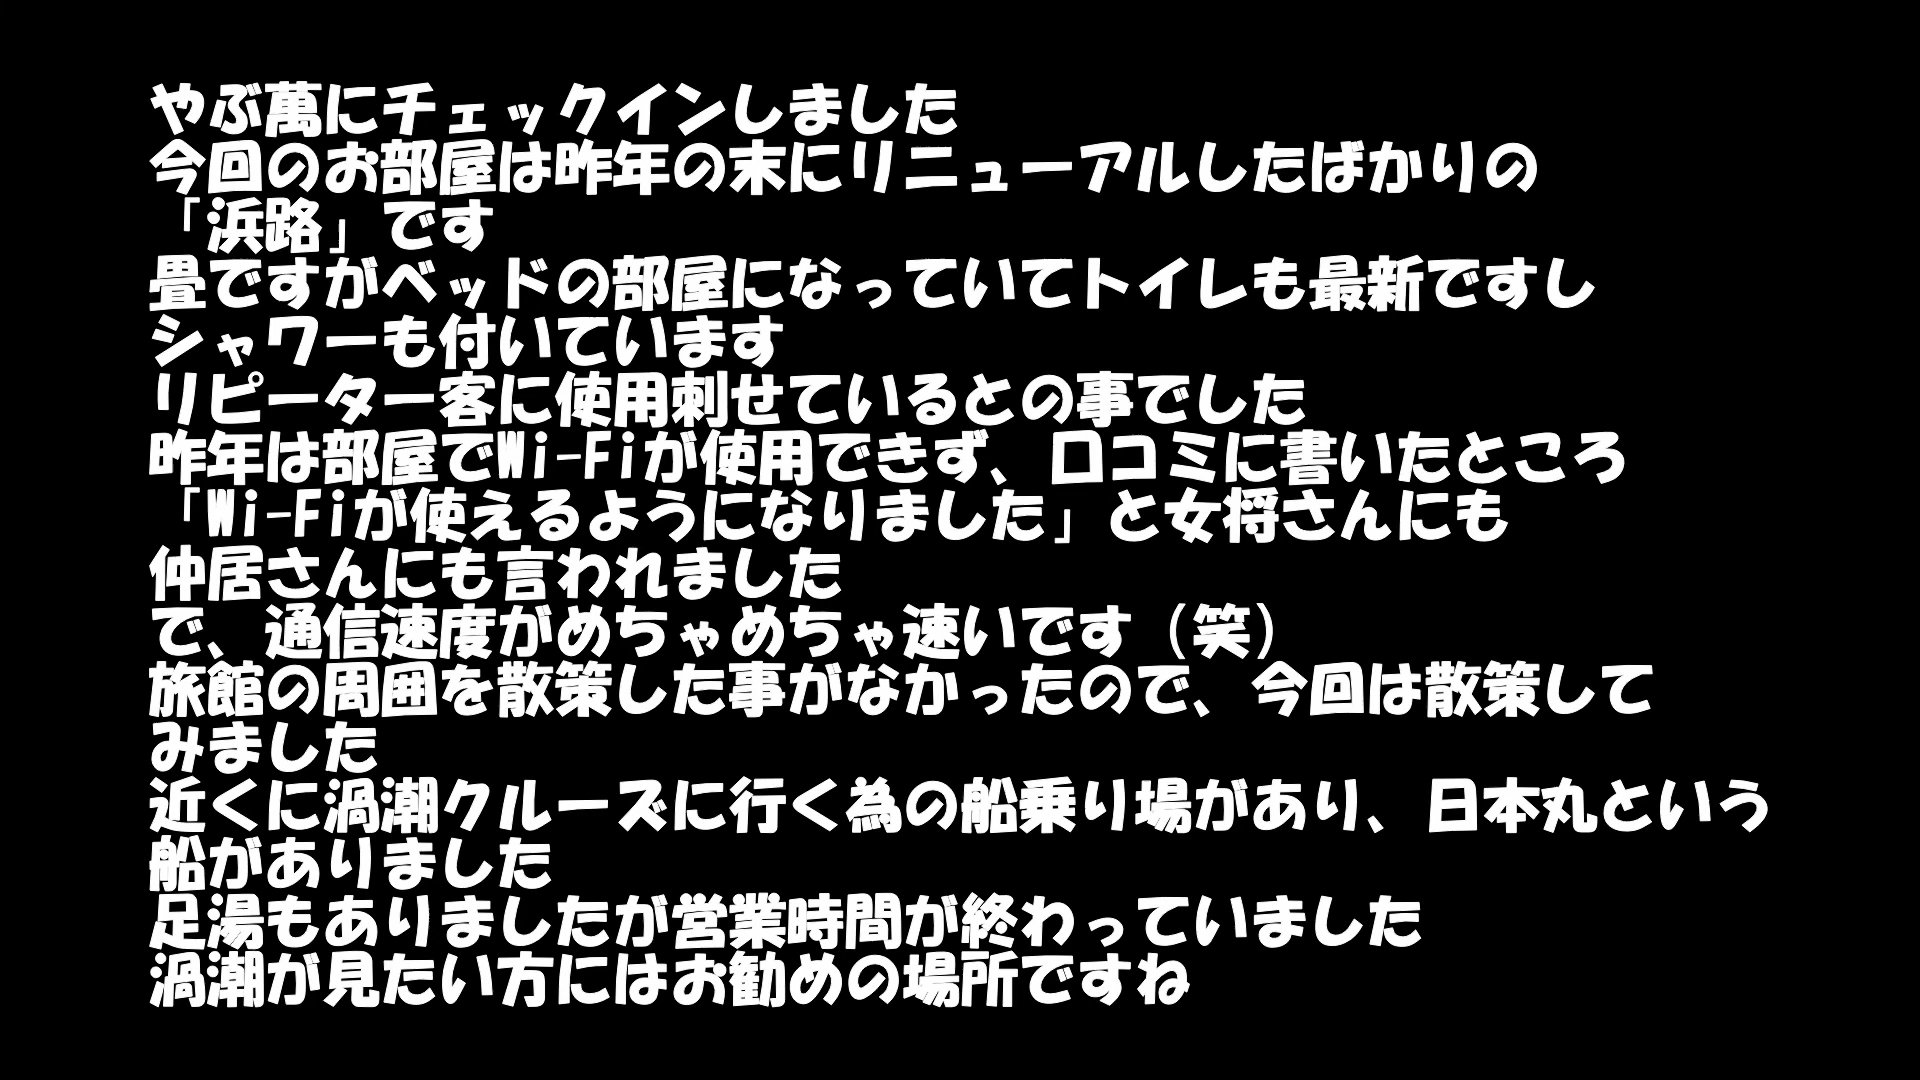 やぶ萬にチェックインしました
今回のお部屋は昨年の末にリニューアルしたばかりの
「浜路」です
畳ですがベッドの部屋になっていてトイレも最新ですし
シャワーも付いています
リピーター客に使用刺せているとの事でした
昨年は部屋でWi-Fiが使用できず、口コミに書いたところ
「Wi-Fiが使えるようになりました」と女将さんにも
仲居さんにも言われました
で、通信速度がめちゃめちゃ速いです（笑）
旅館の周囲を散策した事がなかったので、今回は散策して
みました
近くに渦潮クルーズに行く為の船乗り場があり、日本丸という
船がありました
足湯もありましたが営業時間が終わっていました
渦潮が見たい方にはお勧めの場所ですね